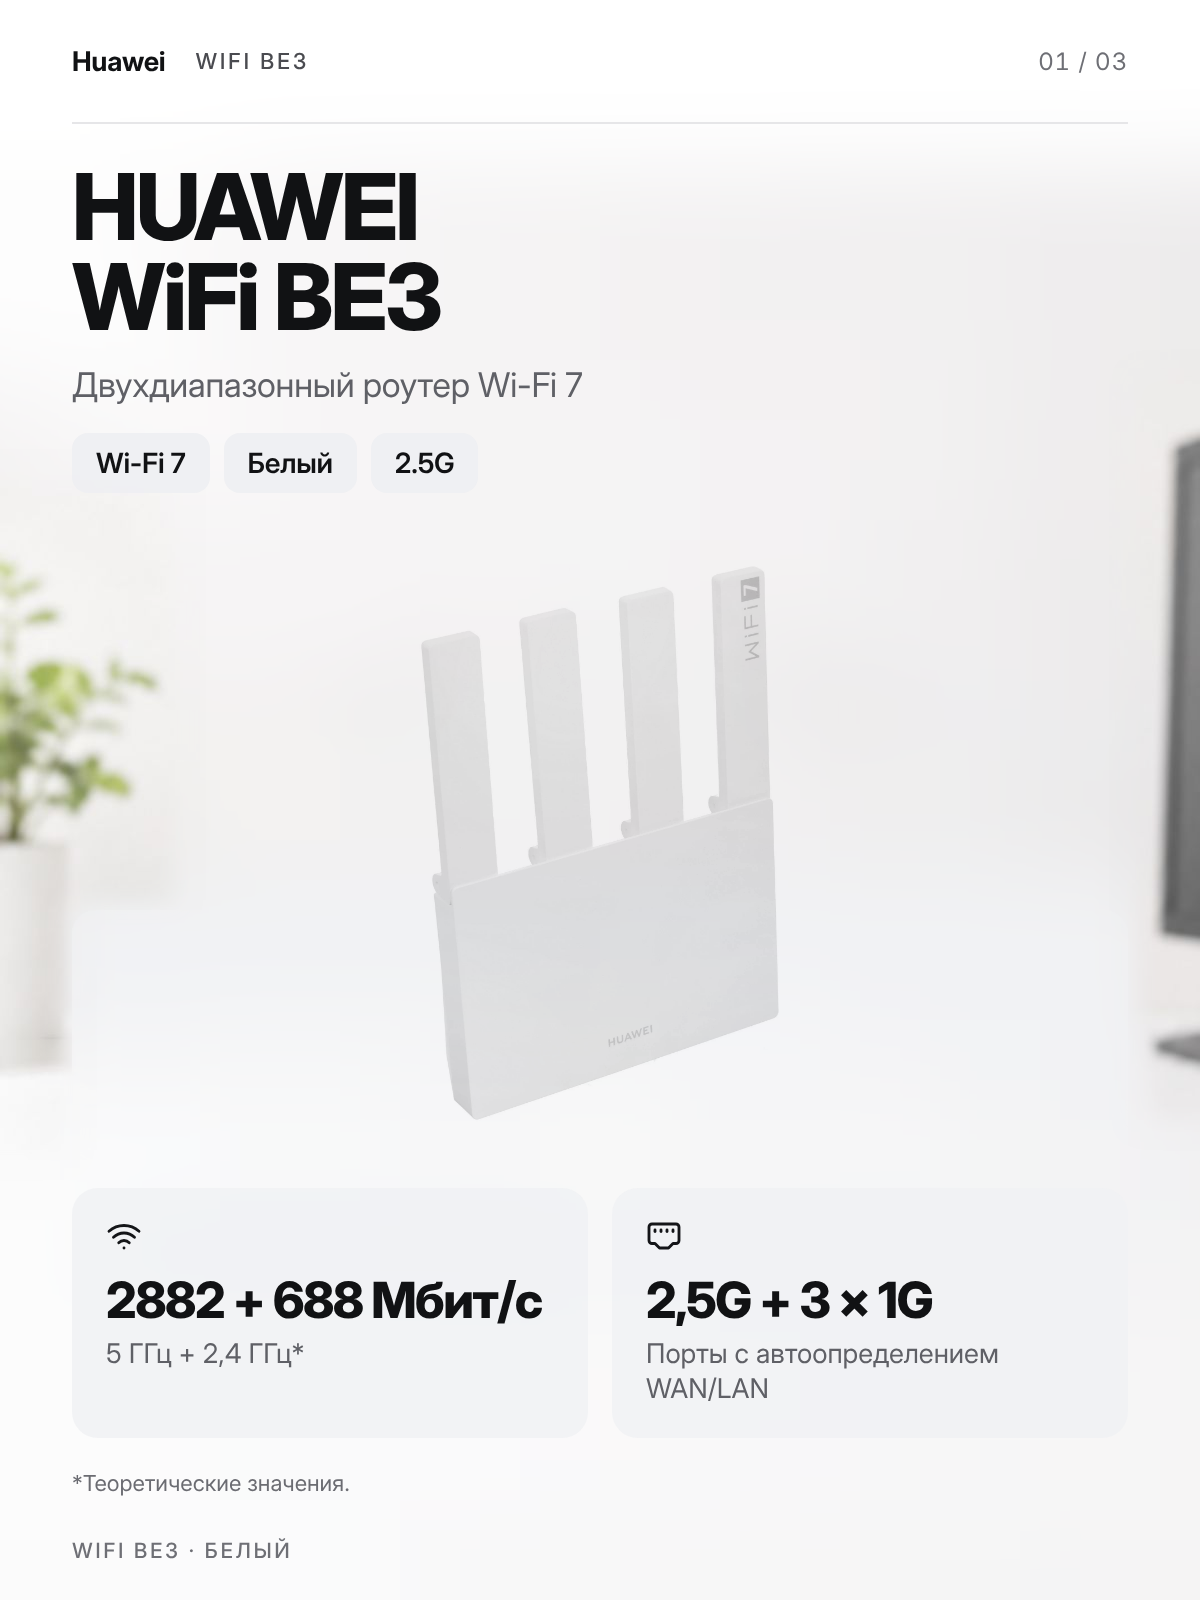 Huawei WIFI BE3 01 / 03
HUAWEI
WiFi BE3
Двухдиапазонный роутер Wi-Fi 7
Wi-Fi 7 Белый 2.5G
WiFi 7
HUAWEI
2882 + 688 Мбит/с
5 ГГц + 2,4 ГГц*
2,5G + 3 × 1G
Порты с автоопределением
WAN/LAN
*Теоретические значения.
WIFI BE3 · БЕЛЫЙ